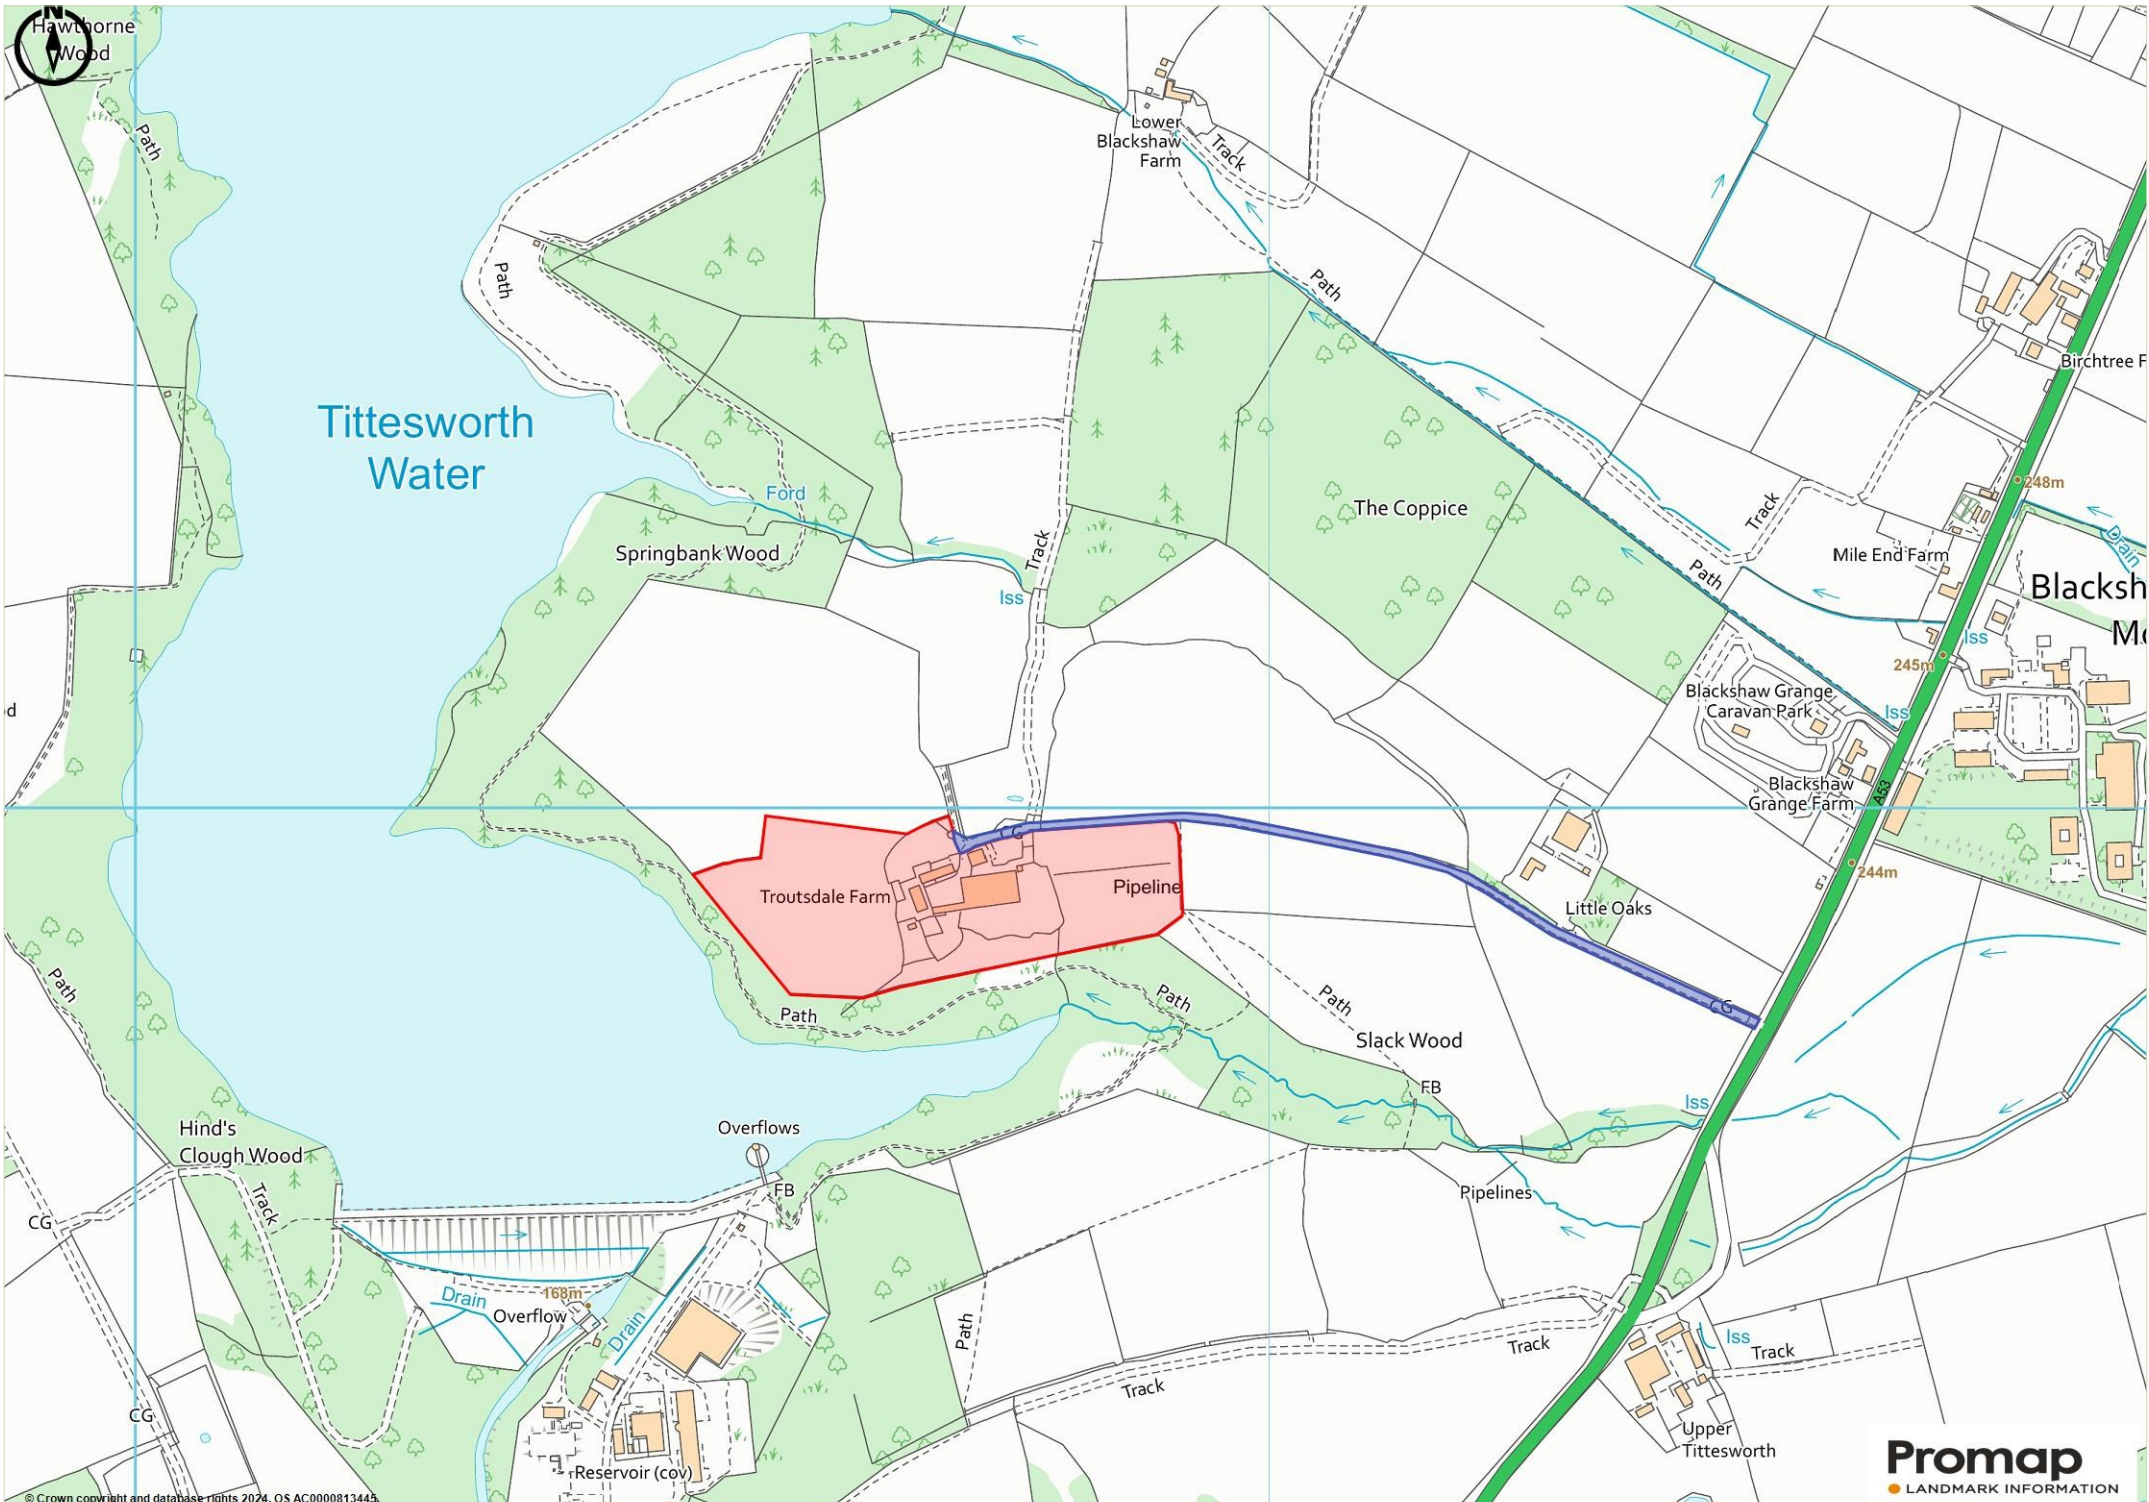 N
Hawthorne
Wood
Path
Lower
Blackshaw
Farm
Track
Path
Path
Birchtree F
Tittesworth
Water
Ford
Springbank Wood
Track
Iss
The Coppice
Track
248m
Drain
Mile End Farm
Path
Blacksh
Mo
Iss
245m
Blackshaw Grange
Caravan Park
Iss
d
Blackshaw
Grange Farm
A53
CG
244m
Troutsdale Farm
Pipeline
Little Oaks
Path
Path
Path
Path
CG
Slack Wood
FB
Iss
Hind's
Clough Wood
Overflows
FB
Track
CG
Pipelines
Drain
168m
Overflow
Drain
Path
Track
Iss
Track
Track
CG
Upper
Tittesworth
Reservoir (cov)
Promap
LANDMARK INFORMATION
© Crown copyright and database rights 2024. OS AC0000813445